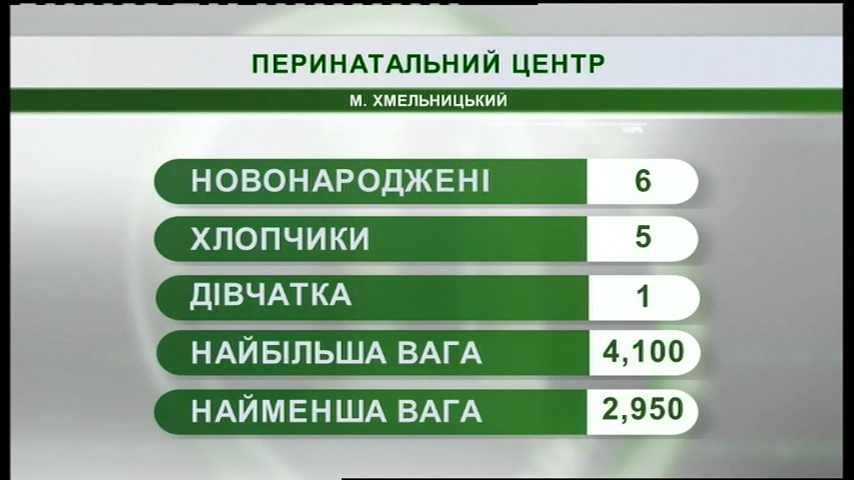 ПЕРИНАТАЛЬНИЙ ЦЕНТР
М. ХМЕЛЬНИЦЬКИЙ
НОВОНАРОДЖЕНІ 6
ХЛОПЧИКИ 5
ДІВЧАТКА 1
НАЙБІЛЬША ВАГА 4,100
НАЙМЕНША ВАГА 2,950